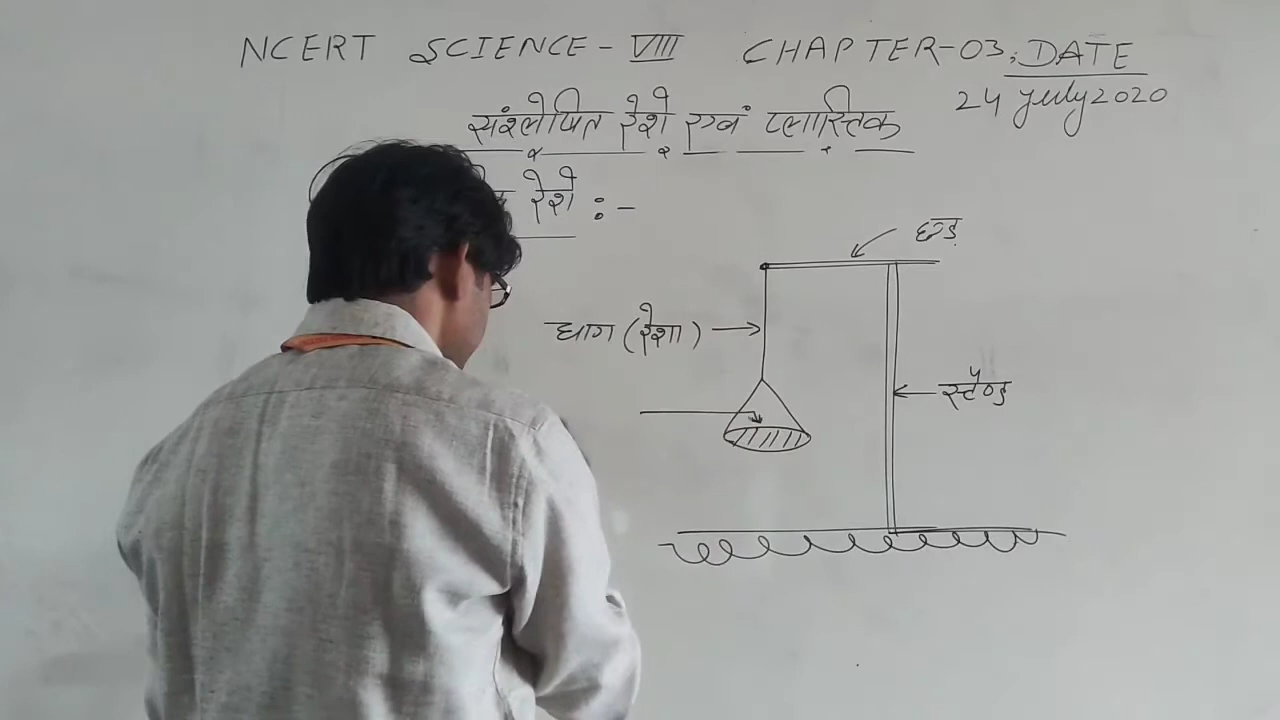 NCERT SCIENCE - VIII CHAPTER-03, DATE
24 July 2020
संश्लेषित रेशे एवं प्लास्टिक
रेशे :-
छड़
धाग (रेशा)
स्टैण्ड